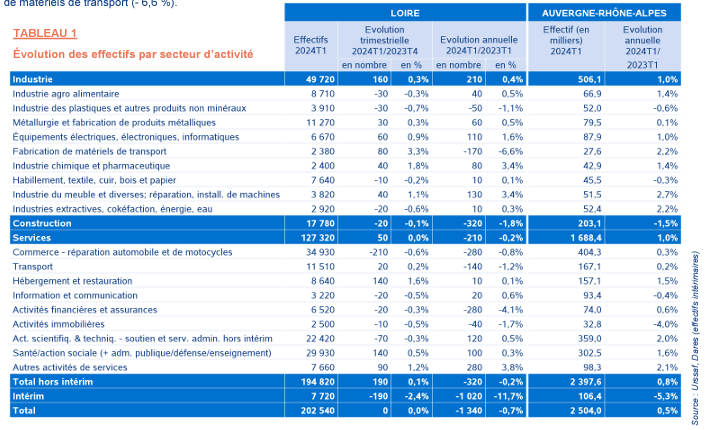 de matériels de transport (- 6,6 %).
TABLEAU 1
Évolution des effectifs par secteur d'activité
LOIRE AUVERGNE-RHÔNE-ALPES
Effectifs 2024T1 Evolution trimestrielle 2024T1/2023T4 Evolution annuelle 2024T1/2023T1 Effectif (en milliers) 2024T1 Evolution annuelle 2024T1/ 2023T1
en nombre en % en nombre en %
Industrie 49 720 160 0,3% 210 0,4% 506,1 1,0%
Industrie agro alimentaire 8 710 -30 -0,3% 40 0,5% 66,9 1,4%
Industrie des plastiques et autres produits non minéraux 3 910 -30 -0,7% -50 -1,1% 52,0 -0,6%
Métallurgie et fabrication de produits métalliques 11 270 30 0,3% 60 0,5% 79,5 0,1%
Équipements électriques, électroniques, informatiques 6 670 60 0,9% 110 1,6% 87,9 1,0%
Fabrication de matériels de transport 2 380 80 3,3% -170 -6,6% 27,6 2,2%
Industrie chimique et pharmaceutique 2 400 40 1,8% 80 3,4% 42,9 1,4%
Habillement, textile, cuir, bois et papier 7 640 -10 -0,2% 10 0,1% 45,5 -0,3%
Industrie du meuble et diverses; réparation, install. de machines 3 820 40 1,1% 130 3,4% 51,5 2,7%
Industries extractives, cokéfaction, énergie, eau 2 920 -20 -0,6% 10 0,3% 52,4 2,2%
Construction 17 780 -20 -0,1% -320 -1,8% 203,1 -1,5%
Services 127 320 50 0,0% -210 -0,2% 1 688,4 1,0%
Commerce - réparation automobile et de motocycles 34 930 -210 -0,6% -280 -0,8% 404,3 0,3%
Transport 11 510 20 0,2% -140 -1,2% 167,1 0,2%
Hébergement et restauration 8 640 140 1,6% 10 0,1% 157,1 1,5%
Information et communication 3 220 -20 -0,5% 20 0,6% 93,4 -0,4%
Activités financières et assurances 6 520 -20 -0,3% -280 -4,1% 74,0 0,6%
Activités immobilières 2 500 -10 -0,5% -40 -1,7% 32,8 -4,0%
Act. scientifiq. & techniq. - soutien et serv. admin. hors intérim 22 420 -70 -0,3% 120 0,5% 359,0 2,0%
Santé/action sociale (+ adm. publique/défense/enseignement) 29 930 140 0,5% 100 0,3% 302,5 1,6%
Autres activités de services 7 660 90 1,2% 280 3,8% 98,3 2,1%
Total hors intérim 194 820 190 0,1% -320 -0,2% 2 397,6 0,8%
Intérim 7 720 -190 -2,4% -1 020 -11,7% 106,4 -5,3%
Total 202 540 0 0,0% -1 340 -0,7% 2 504,0 0,5%
Source : Urssaf, Dares (effectifs intérimaires)